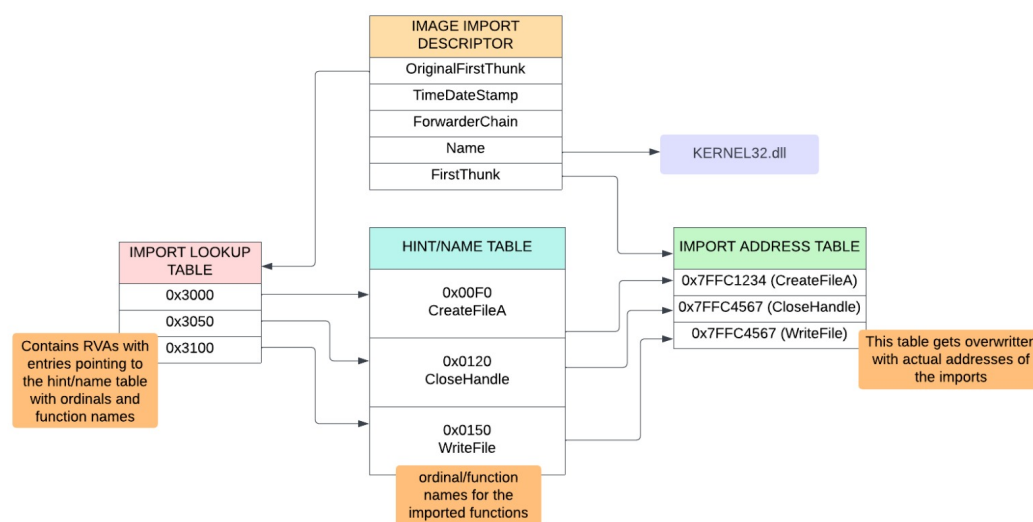 IMAGE IMPORT
DESCRIPTOR
OriginalFirstThunk
TimeDateStamp
ForwarderChain
Name
FirstThunk
KERNEL32.dll
IMPORT LOOKUP
TABLE
0x3000
0x3050
0x3100
Contains RVAs with
entries pointing to
the hint/name table
with ordinals and
function names
HINT/NAME TABLE
0x00F0
CreateFileA
0x0120
CloseHandle
0x0150
WriteFile
ordinal/function
names for the
imported functions
IMPORT ADDRESS TABLE
0x7FFC1234 (CreateFileA)
0x7FFC4567 (CloseHandle)
0x7FFC4567 (WriteFile)
This table gets overwritten
with actual addresses of
the imports